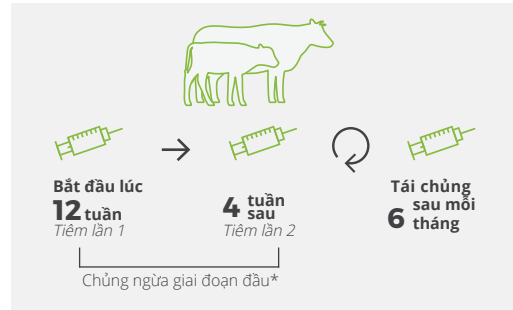 Bắt đầu lúc
12 tuần
Tiêm lần 1
4 tuần sau
Tiêm lần 2
Tái chủng
6 sau mỗi tháng
Chủng ngừa giai đoạn đầu*